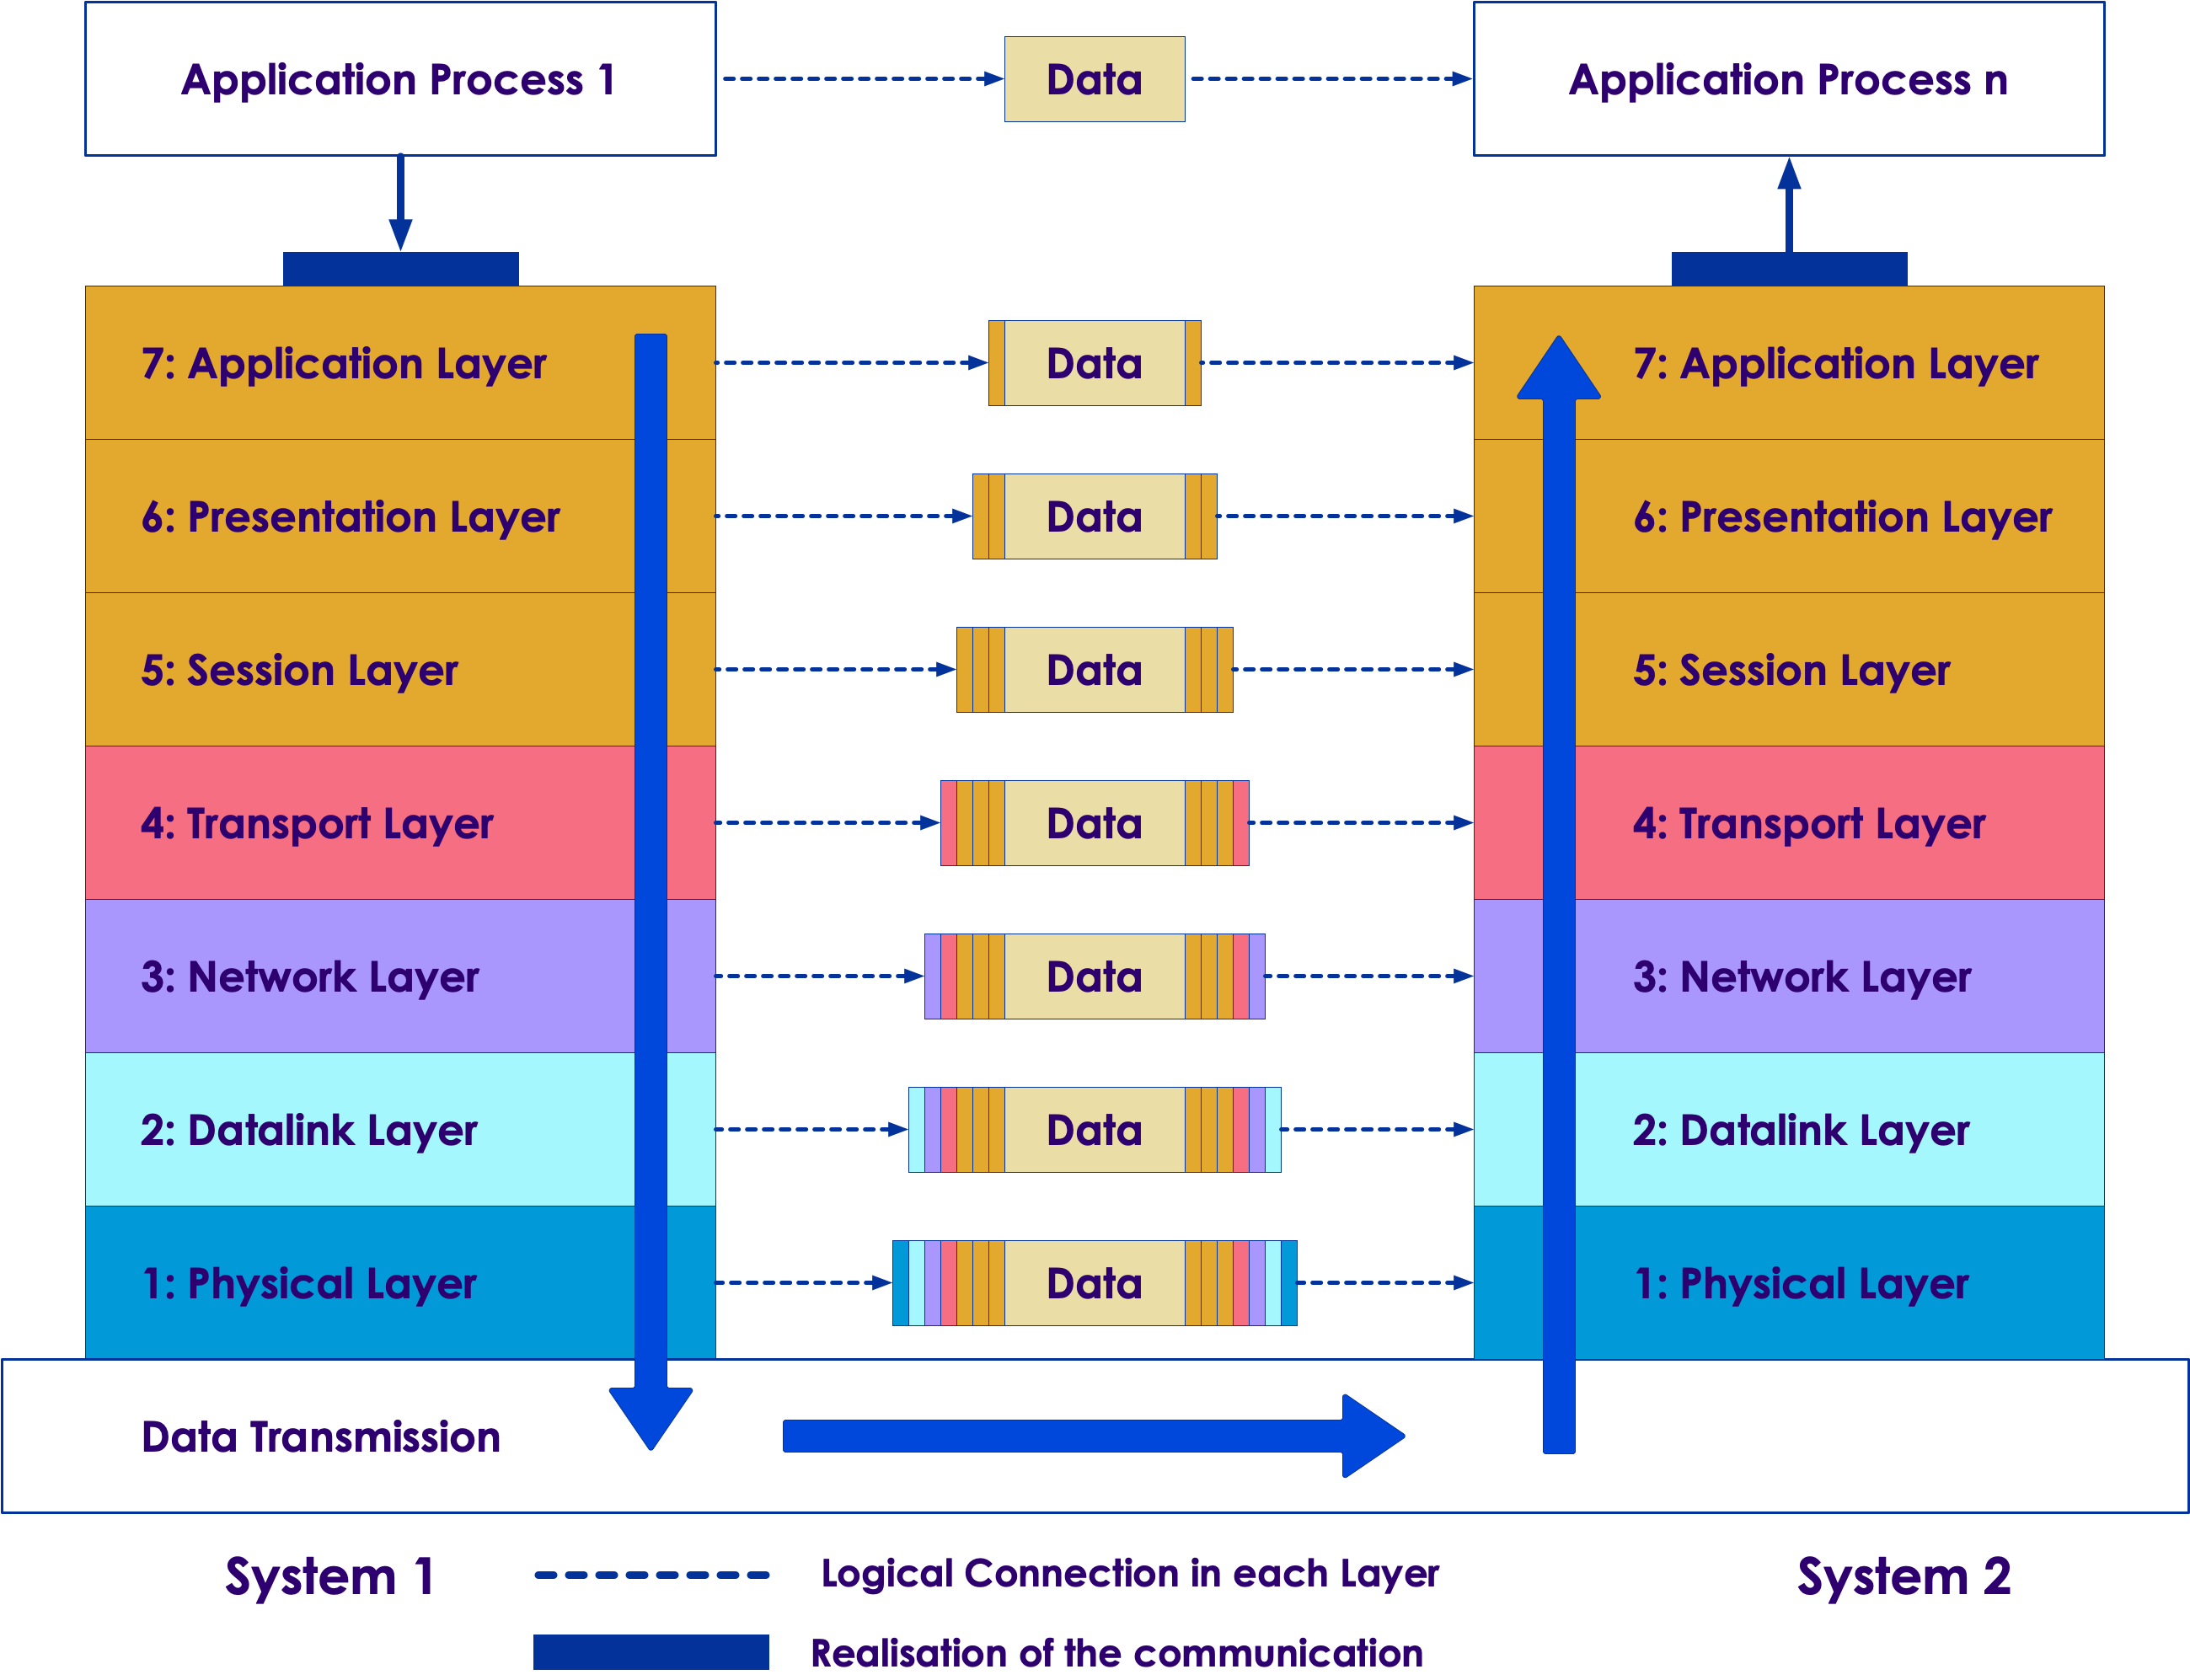 Application Process 1
Data
Application Process n
7: Application Layer
Data
7: Application Layer
6: Presentation Layer
Data
6: Presentation Layer
5: Session Layer
Data
5: Session Layer
4: Transport Layer
Data
4: Transport Layer
3: Network Layer
Data
3: Network Layer
2: Datalink Layer
Data
2: Datalink Layer
1: Physical Layer
Data
1: Physical Layer
Data Transmission
System 1
Logical Connection in each Layer
System 2
Realisation of the communication